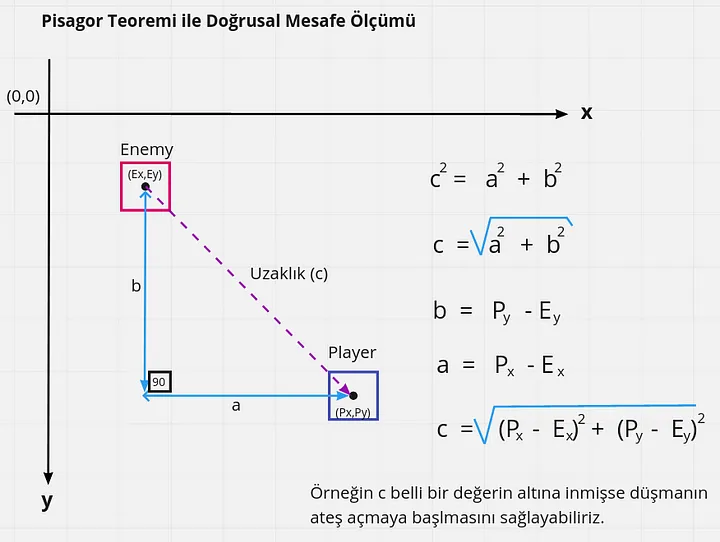 Pisagor Teoremi ile Doğrusal Mesafe Ölçümü
(0,0)
x
Enemy
(Ex,Ey)
c² = a² + b²
c = √a² + b²
b
Uzaklık (c)
b = Py - Ey
Player
a = Px - Ex
90
a
(Px,Py)
c = √(Px - Ex)² + (Py - Ey)²
y
Örneğin c belli bir değerin altına inmişse düşmanın
ateş açmaya başlmasını sağlayabiliriz.